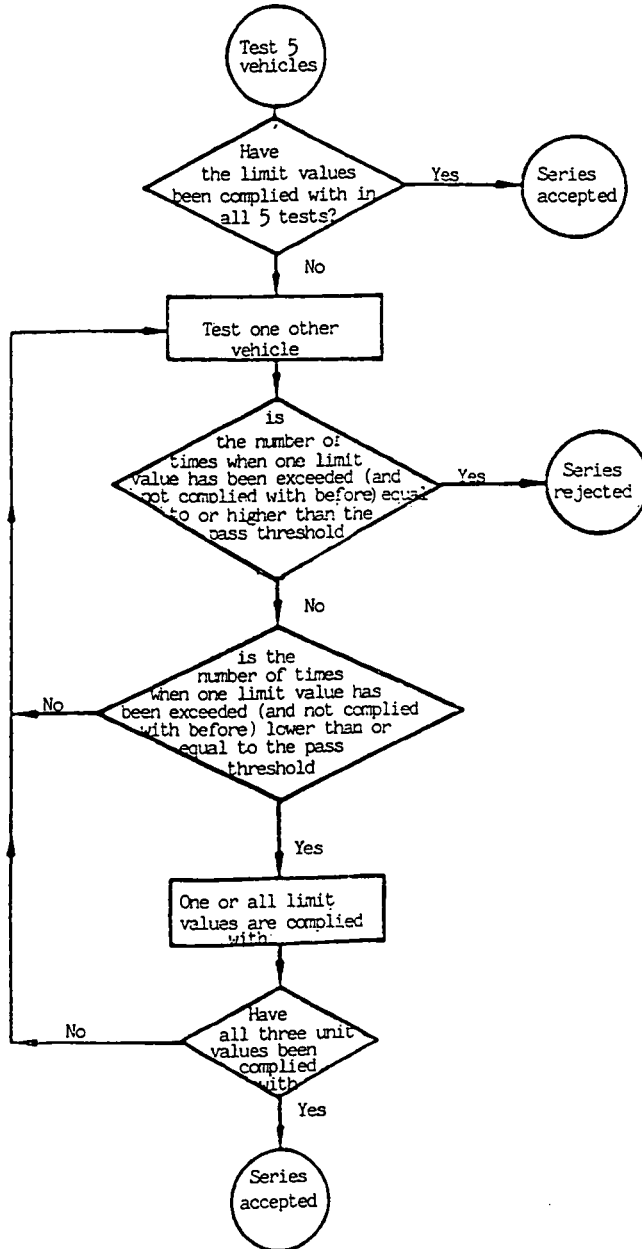 Test 5
vehicles
Have
the limit values
been complied with in
all 5 tests?
Yes
Series
accepted
No
Test one other
vehicle
is
the number of
times when one limit
value has been exceeded (and
not complied with before) equal
to or higher than the
pass threshold
Yes
Series
rejected
No
is the
number of times
when one limit value has
been exceeded (and not complied
with before) lower than or
equal to the pass
threshold
No
Yes
One or all limit
values are complied
with
Have
all three unit
values been
complied
with
No
Yes
Series
accepted